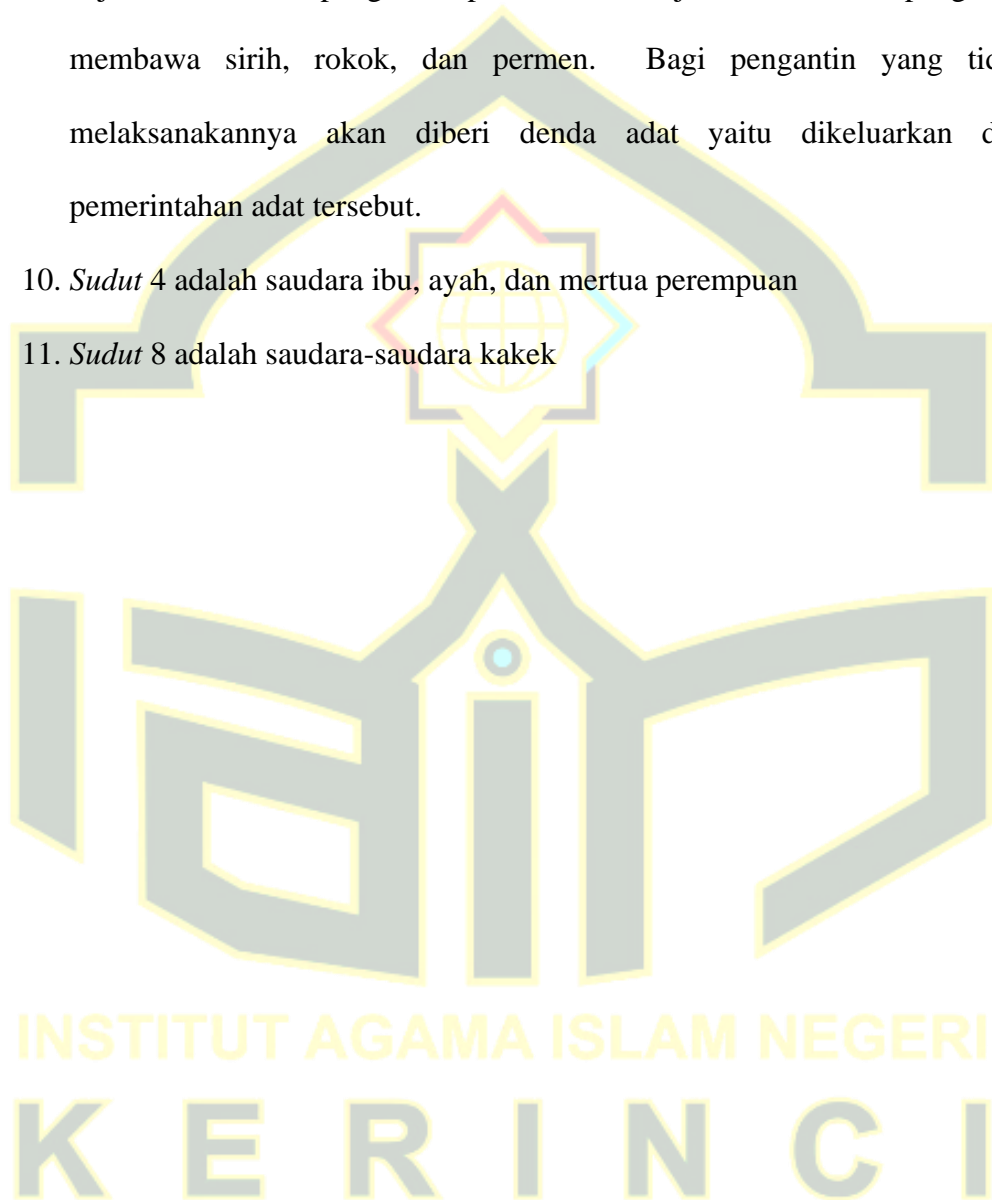 membawa sirih, rokok, dan permen. Bagi pengantin yang
melaksanakannya akan diberi denda adat yaitu dikeluarkan
pemerintahan adat tersebut.
10. Sudut 4 adalah saudara ibu, ayah, dan mertua perempuan
11. Sudut 8 adalah saudara-saudara kakek
iain
INSTITUT AGAMA ISLAM NEGERI
KERINCI